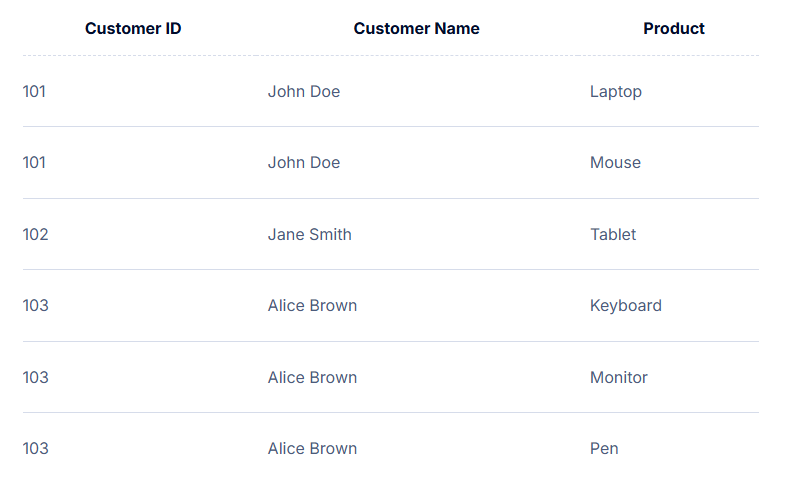 Customer ID Customer Name Product
101 John Doe Laptop
101 John Doe Mouse
102 Jane Smith Tablet
103 Alice Brown Keyboard
103 Alice Brown Monitor
103 Alice Brown Pen